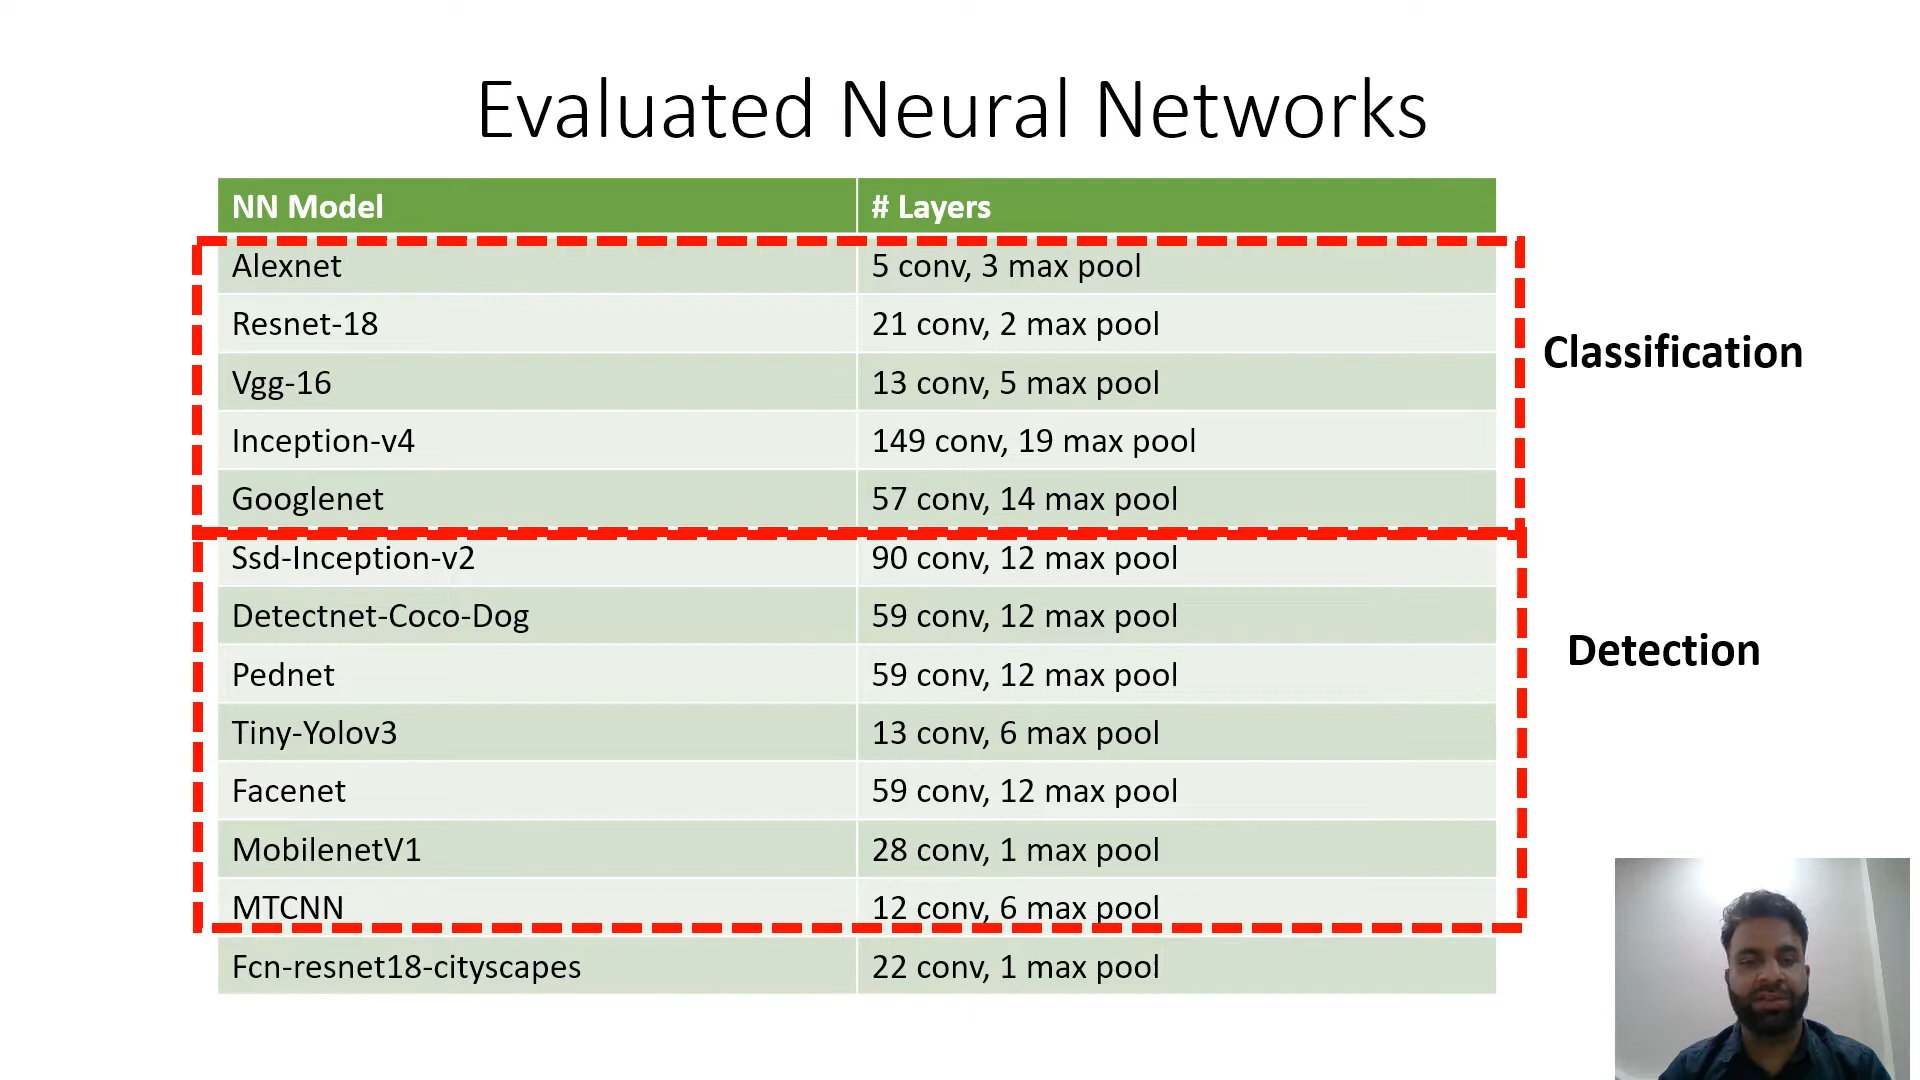 Evaluated Neural Networks
NN Model # Layers
Alexnet 5 conv, 3 max pool
Resnet-18 21 conv, 2 max pool
Vgg-16 13 conv, 5 max pool
Inception-v4 149 conv, 19 max pool
Googlenet 57 conv, 14 max pool
Classification
Ssd-Inception-v2 90 conv, 12 max pool
Detectnet-Coco-Dog 59 conv, 12 max pool
Pednet 59 conv, 12 max pool
Tiny-Yolov3 13 conv, 6 max pool
Facenet 59 conv, 12 max pool
MobilenetV1 28 conv, 1 max pool
MTCNN 12 conv, 6 max pool
Detection
Fcn-resnet18-cityscapes 22 conv, 1 max pool